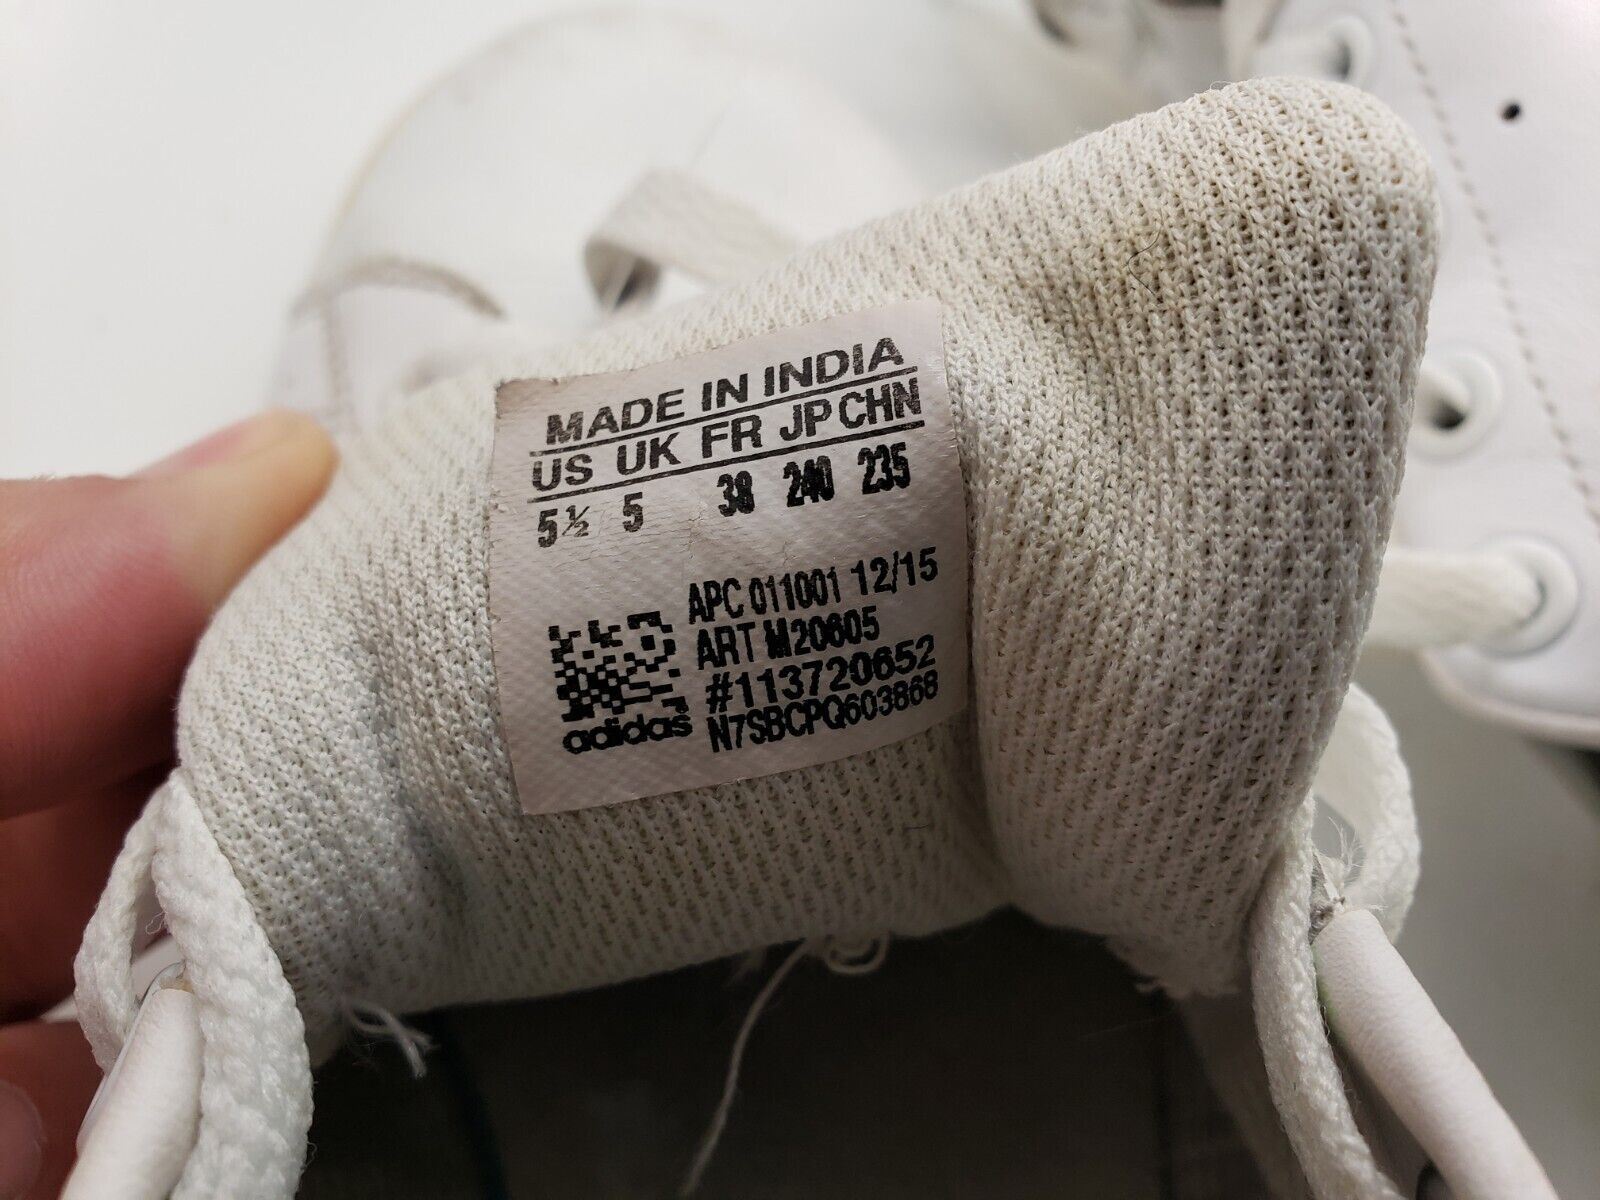 MADE IN INDIA
US UK FR JP CHN
5½ 5 38 240 235
APC 011001 12/15
ART M20605
#113720652
N7SBCPQ603868
adidas